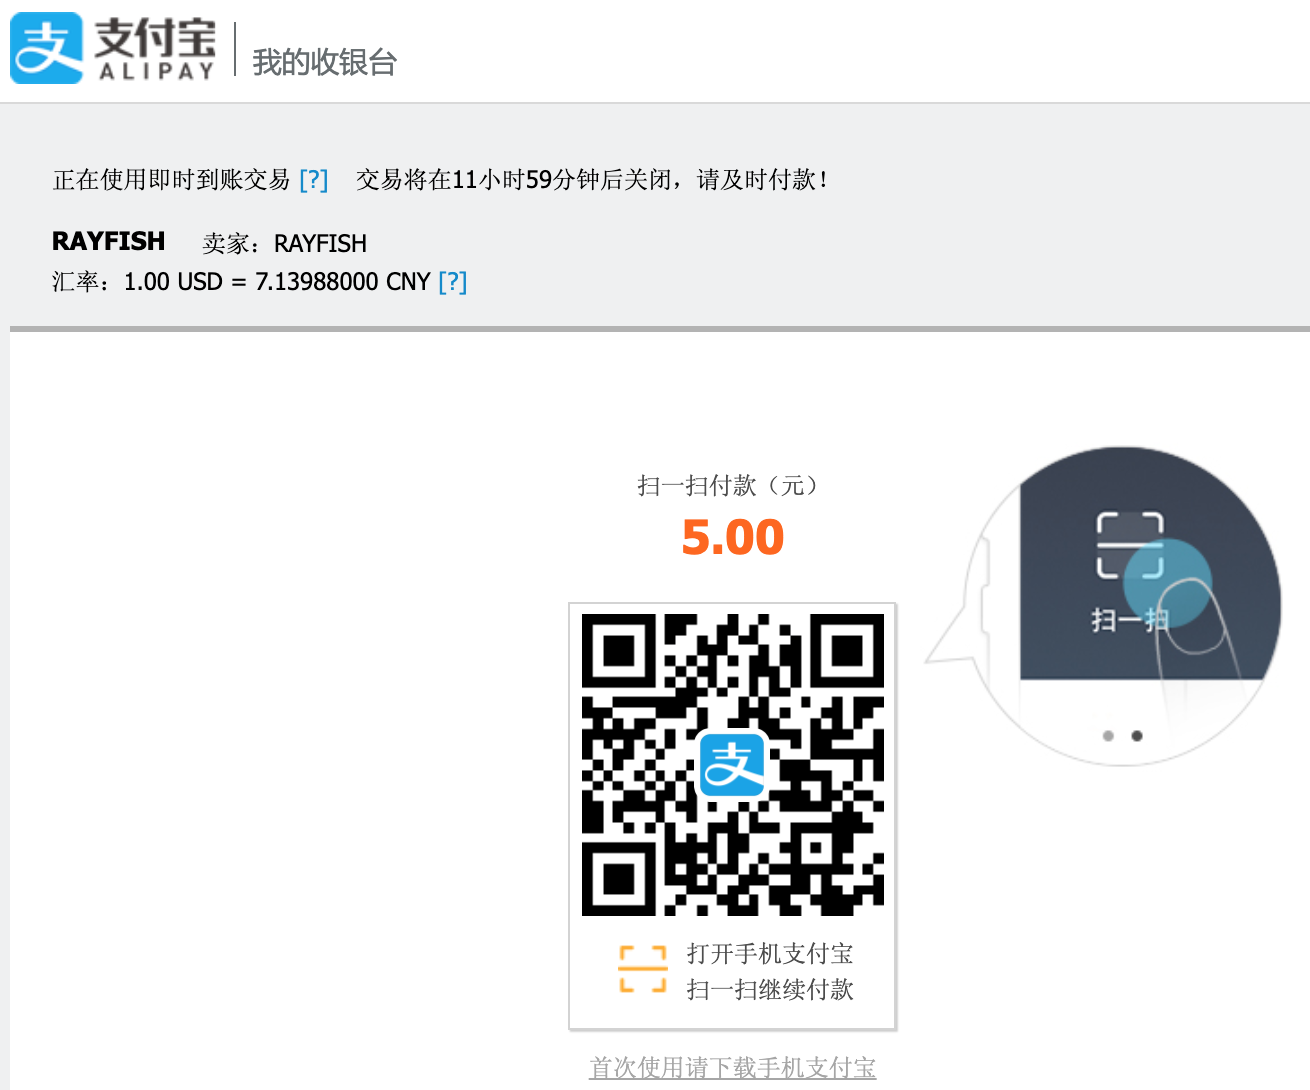 支付宝
ALIPAY
我的收银台
正在使用即时到账交易 [?] 交易将在11小时59分钟后关闭，请及时付款！
RAYFISH 卖家：RAYFISH
汇率：1.00 USD = 7.13988000 CNY [?]
扫一扫付款（元）
5.00
扫一扫
支
打开手机支付宝
扫一扫继续付款
首次使用请下载手机支付宝